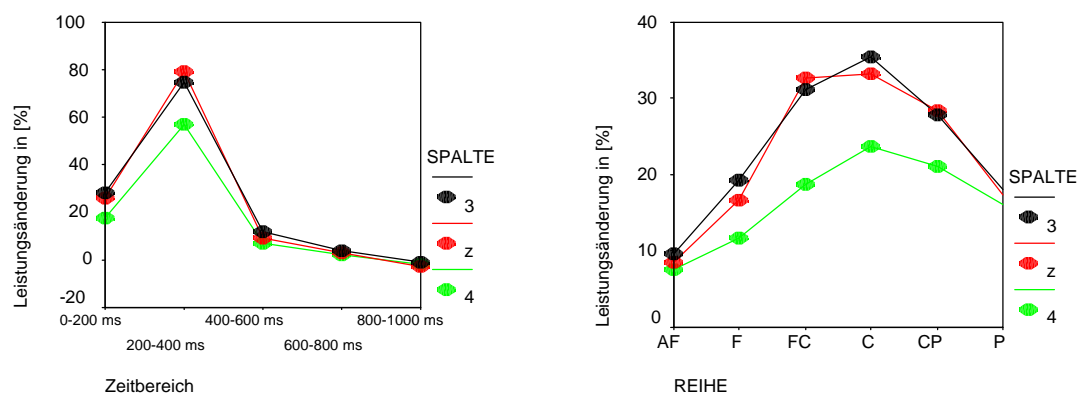 100
80
60
40
20
0
-20
Leistungsänderung in [%]
0-200 ms
200-400 ms
400-600 ms
600-800 ms
800-1000 ms
Zeitbereich
SPALTE
3
z
4
40
30
20
10
0
Leistungsänderung in [%]
AF
F
FC
C
CP
P
REIHE
SPALTE
3
z
4